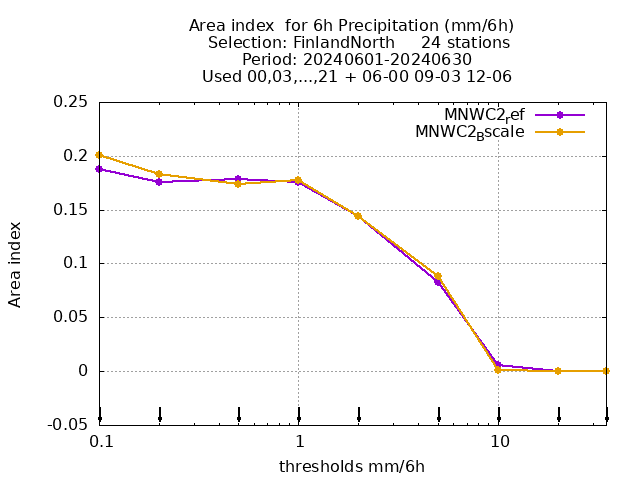 Area index  for 6h Precipitation (mm/6h)
Selection: FinlandNorth     24 stations
Period: 20240601-20240630
Used 00,03,...,21 + 06-00 09-03 12-06
MNWC2ref
MNWC2Bscale
0.25
0.2
0.15
0.1
0.05
0
-0.05
Area index
0.1
1
10
thresholds mm/6h